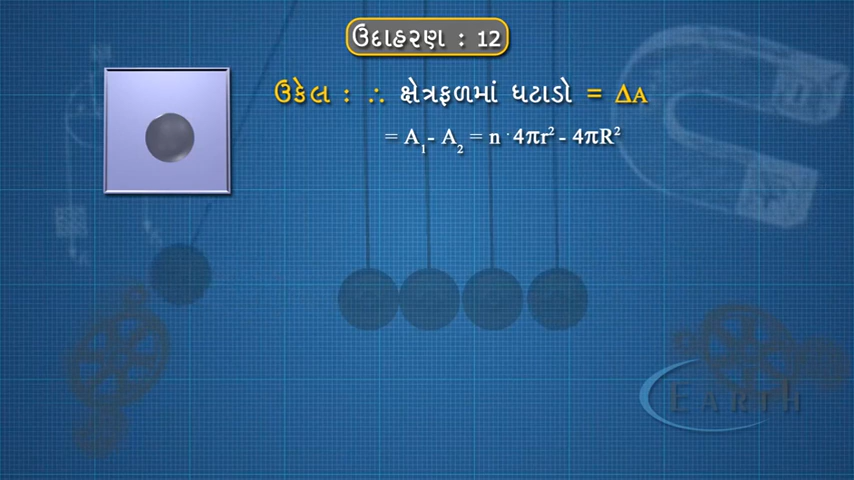 ઉદાહરણ : 12
ઉકેલ : ∴ ક્ષેત્રફળમાં ઘટાડો = ΔA
= A₁ - A₂ = n · 4πr² - 4πR²
EARTH